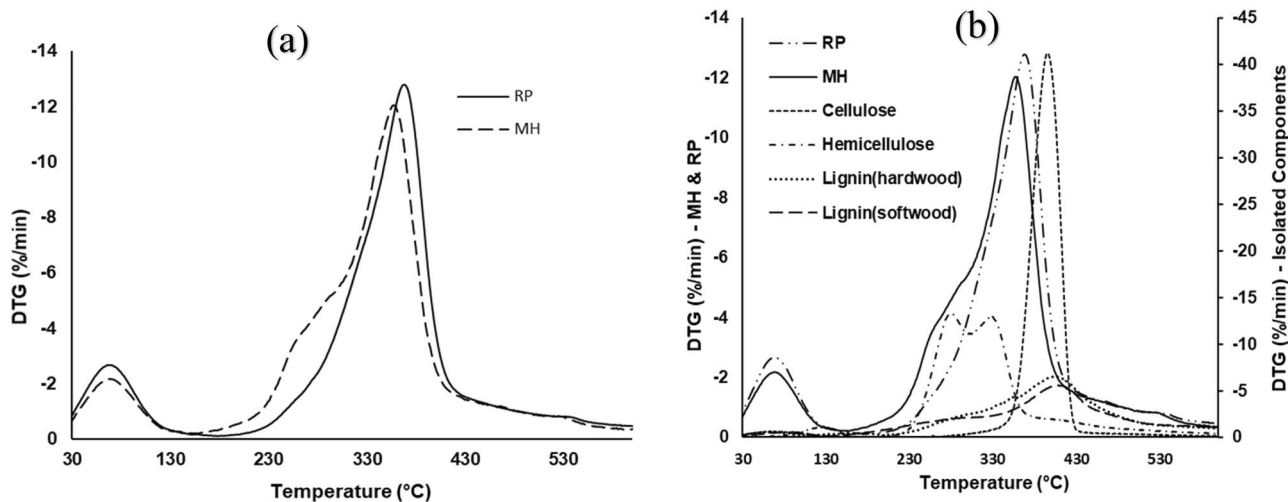 (a)
-14
-12
-10
-8
-6
-4
-2
0
DTG (%/min)
RP
MH
30 130 230 330 430 530
Temperature (°C)
(b)
-14
-12
-10
-8
-6
-4
-2
0
DTG (%/min) - MH & RP
RP
MH
Cellulose
Hemicellulose
Lignin(hardwood)
Lignin(softwood)
-45
-40
-35
-30
-25
-20
-15
-10
-5
0
DTG (%/min) - Isolated Components
30 130 230 330 430 530
Temperature (°C)